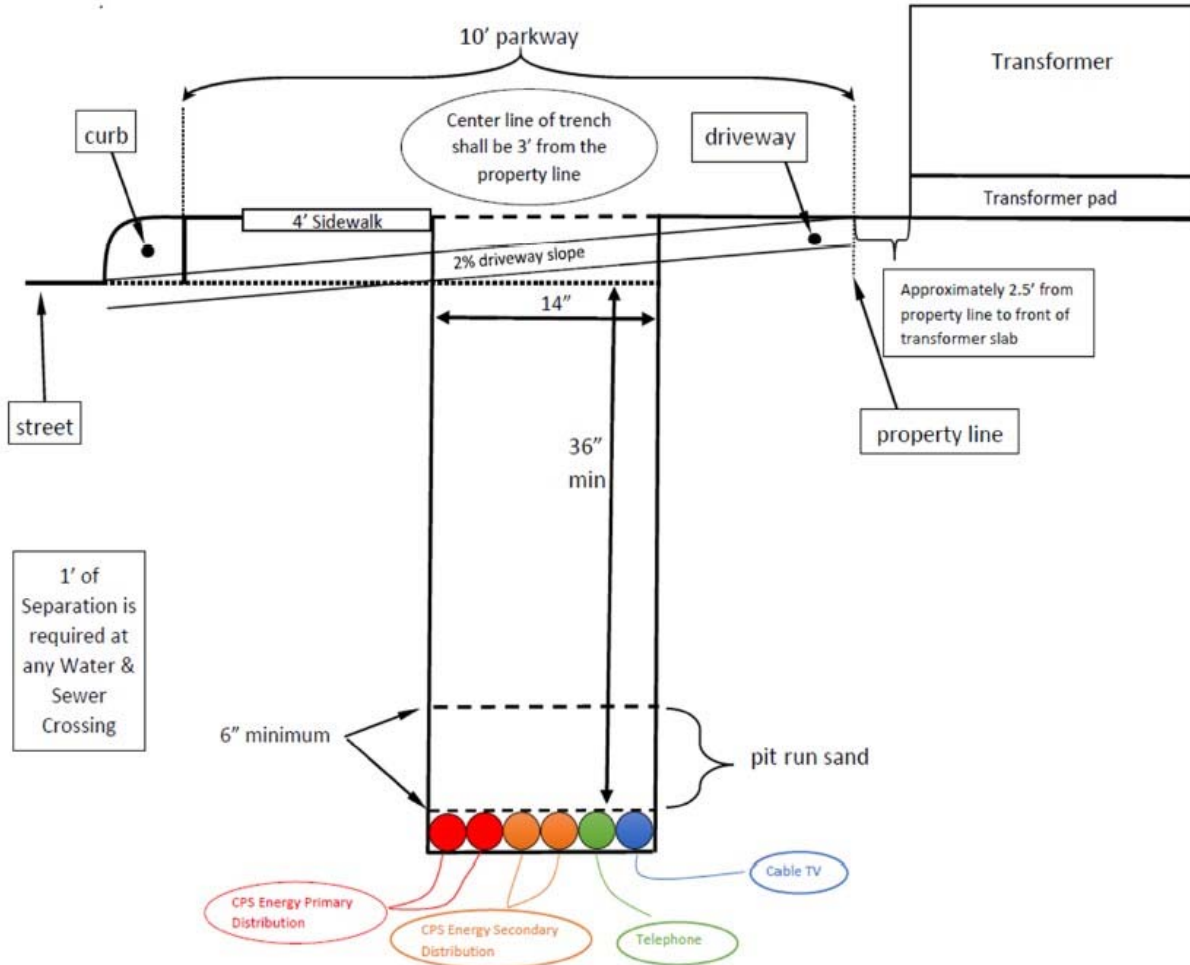 10’ parkway
Transformer
Center line of trench
shall be 3’ from the
property line
curb
driveway
Transformer pad
4’ Sidewalk
2% driveway slope
14”
Approximately 2.5’ from
property line to front of
transformer slab
street
property line
36”
min
1’ of
Separation is
required at
any Water &
Sewer
Crossing
6” minimum
pit run sand
Cable TV
CPS Energy Primary
Distribution
CPS Energy Secondary
Distribution
Telephone